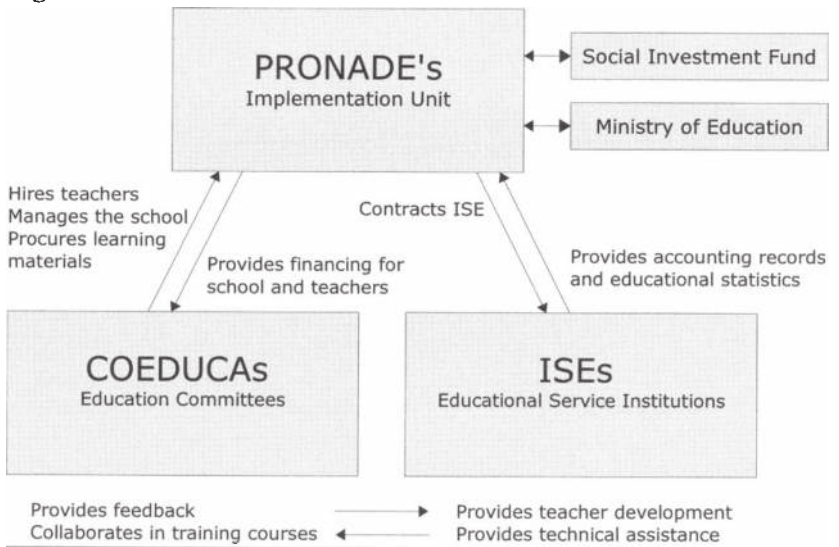 PRONADE's
Implementation Unit
Social Investment Fund
Ministry of Education
Hires teachers
Manages the school
Procures learning
materials
Contracts ISE
Provides financing for
school and teachers
Provides accounting records
and educational statistics
COEDUCAs
Education Committees
ISEs
Educational Service Institutions
Provides feedback
Provides teacher development
Collaborates in training courses
Provides technical assistance